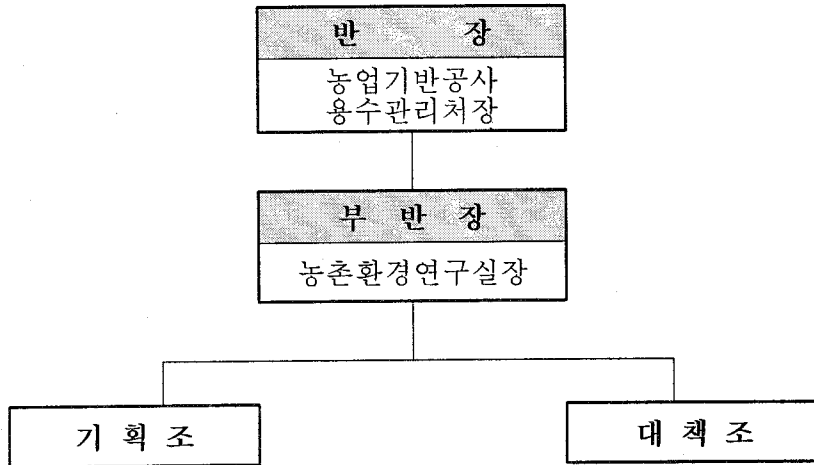 반 장
농업기반공사
용수관리처장
부 반 장
농촌환경연구실장
기 획 조
대 책 조